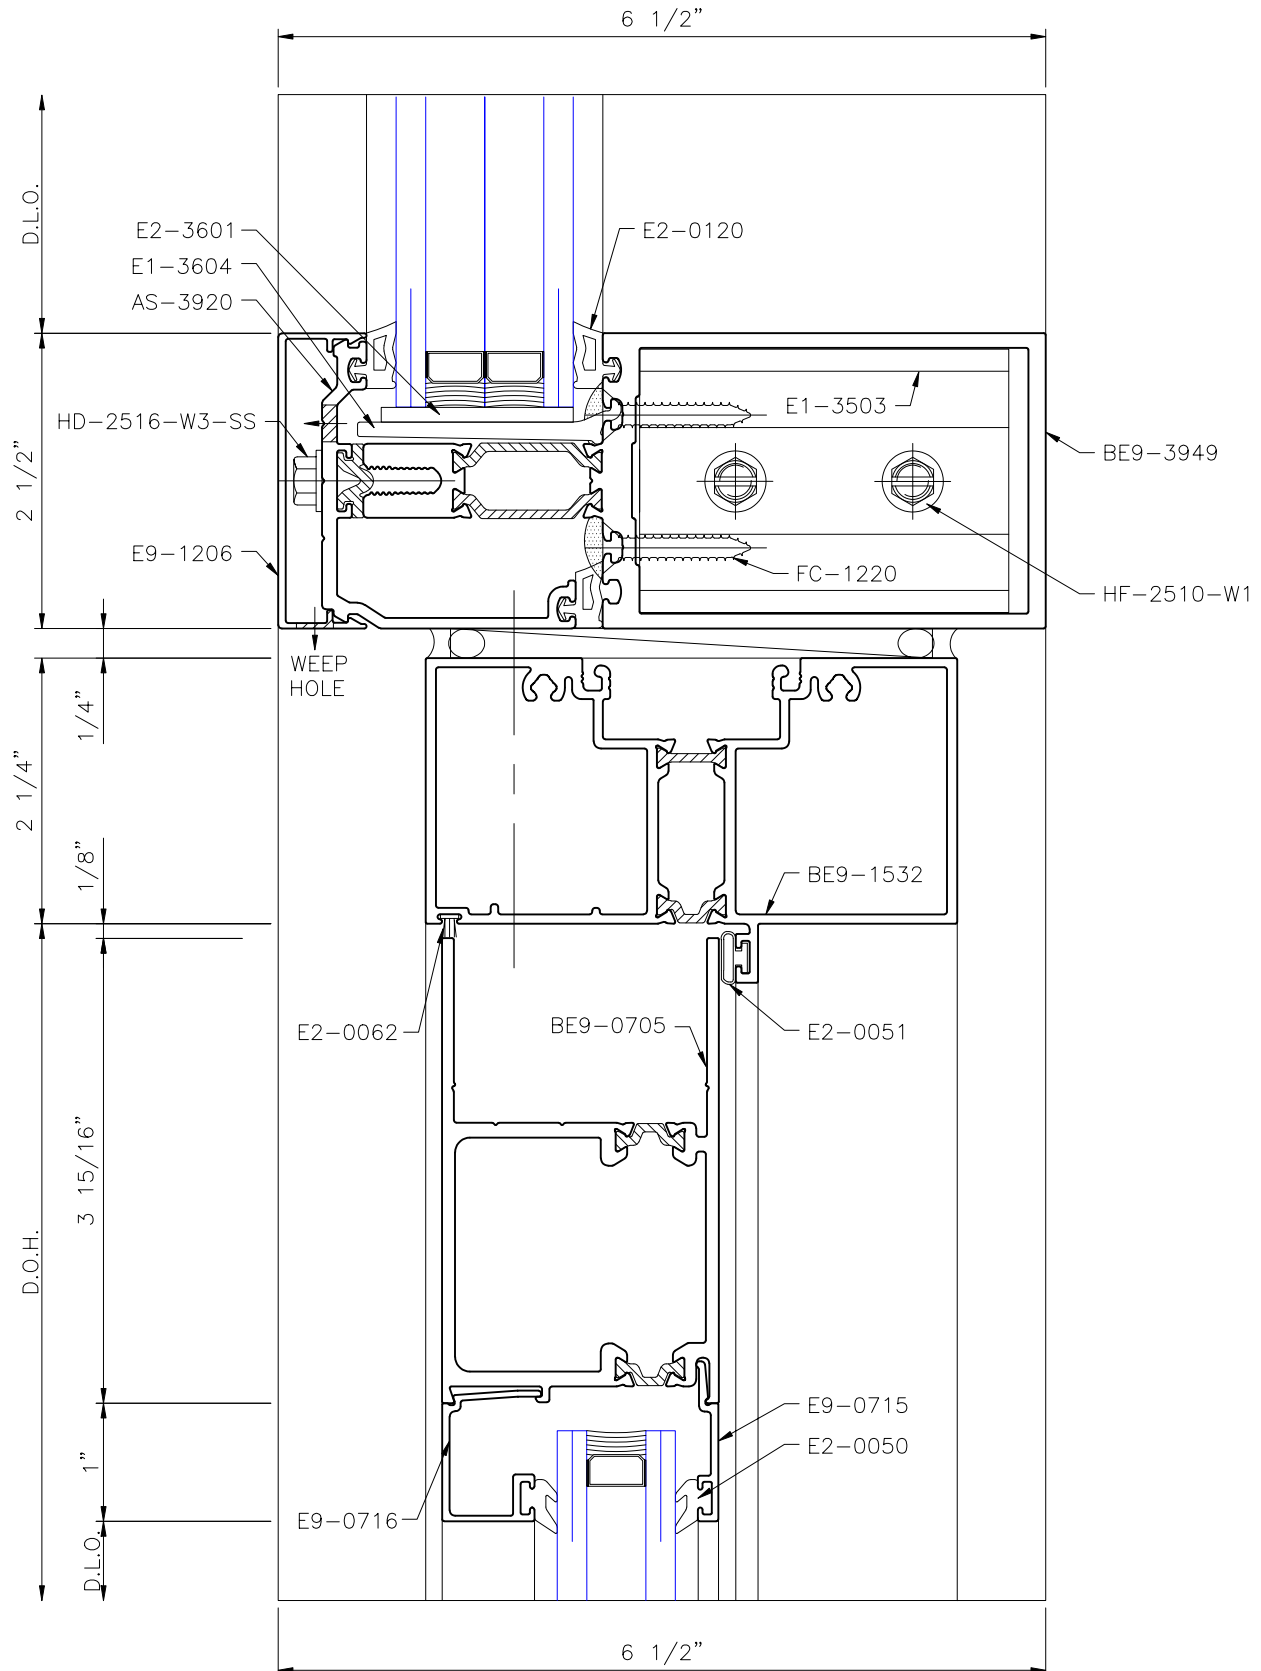 6 1/2"
D.L.O.
E2-3601
E2-0120
E1-3604
AS-3920
E1-3503
HD-2516-W3-SS
BE9-3949
2 1/2"
E9-1206
FC-1220
HF-2510-W1
WEEP
HOLE
1/4"
2 1/4"
1/8"
BE9-1532
E2-0062
BE9-0705
E2-0051
3 15/16"
D.O.H.
E9-0715
E2-0050
1"
E9-0716
D.L.O.
6 1/2"